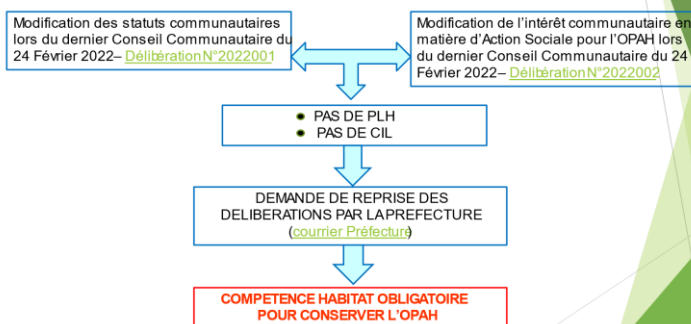 Modification des statuts communautaires
lors du dernier Conseil Communautaire du
24 Février 2022– Délibération N°2022001
Modification de l'intérêt communautaire en
matière d'Action Sociale pour l'OPAH lors
du dernier Conseil Communautaire du 24
Février 2022– Délibération N°2022002
● PAS DE PLH
● PAS DE CIL
DEMANDE DE REPRISE DES
DELIBERATIONS PAR LA PREFECTURE
(courrier Préfecture)
COMPETENCE HABITAT OBLIGATOIRE
POUR CONSERVER L'OPAH